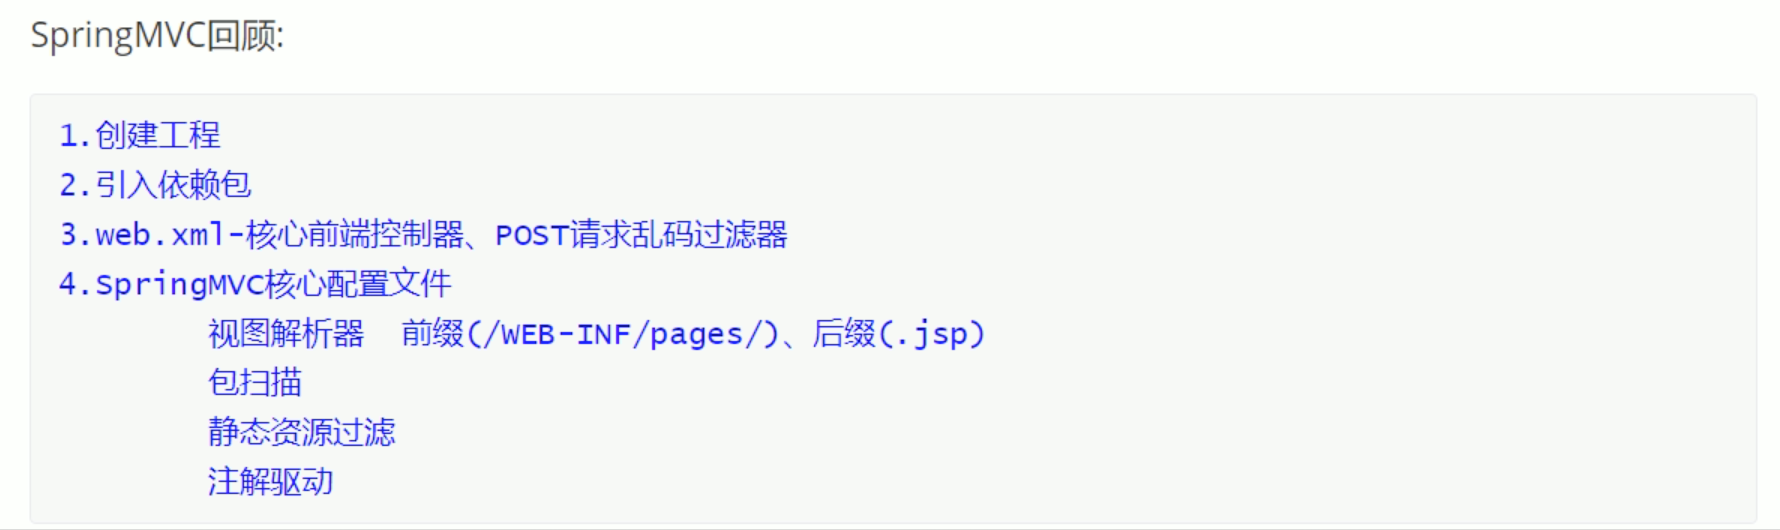 SpringMVC回顾:
1.创建工程
2.引入依赖包
3.web.xml-核心前端控制器、POST请求乱码过滤器
4.SpringMVC核心配置文件
视图解析器 前缀(/WEB-INF/pages/)、后缀(.jsp)
包扫描
静态资源过滤
注解驱动